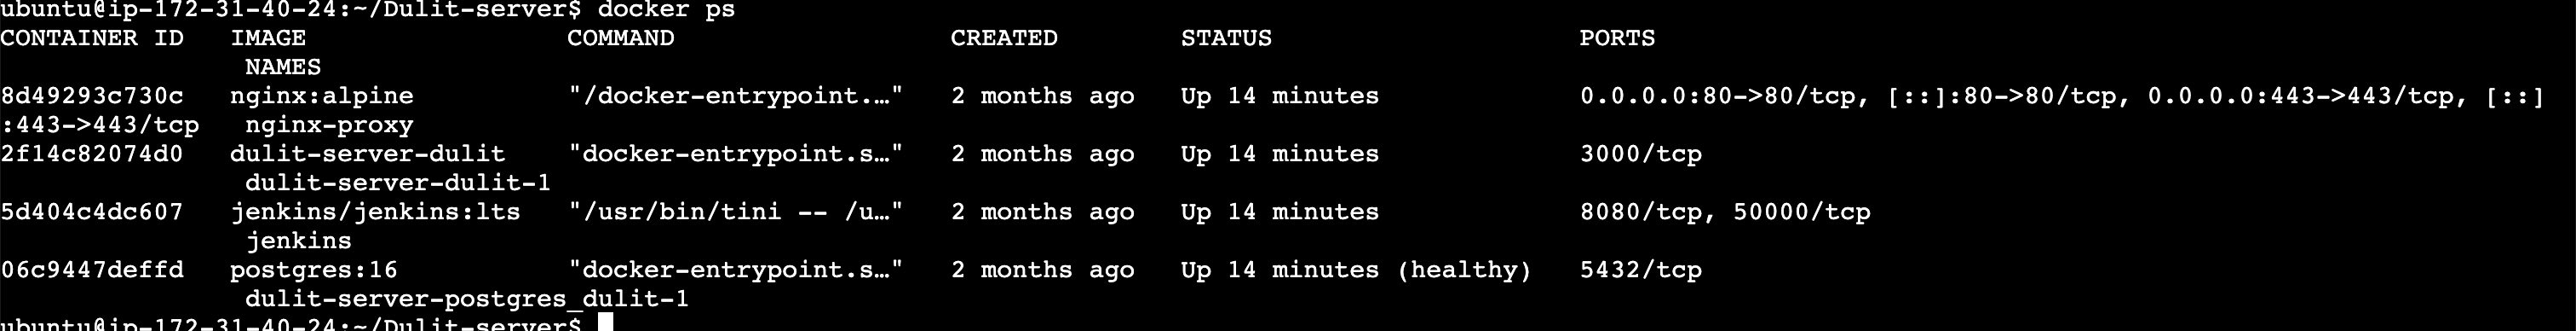 ubuntu@ip-172-31-40-24:~/Dulit-server$ docker ps
CONTAINER ID   IMAGE                 COMMAND                  CREATED        STATUS                    PORTS
                NAMES
8d49293c730c   nginx:alpine          "/docker-entrypoint.…"   2 months ago   Up 14 minutes             0.0.0.0:80->80/tcp, [::]:80->80/tcp, 0.0.0.0:443->443/tcp, [::]
:443->443/tcp   nginx-proxy
2f14c82074d0   dulit-server-dulit    "docker-entrypoint.s…"   2 months ago   Up 14 minutes             3000/tcp
                dulit-server-dulit-1
5d404c4dc607   jenkins/jenkins:lts   "/usr/bin/tini -- /u…"   2 months ago   Up 14 minutes             8080/tcp, 50000/tcp
                jenkins
06c9447deffd   postgres:16           "docker-entrypoint.s…"   2 months ago   Up 14 minutes (healthy)   5432/tcp
                dulit-server-postgres_dulit-1
ubuntu@ip-172-31-40-24:~/Dulit-server$